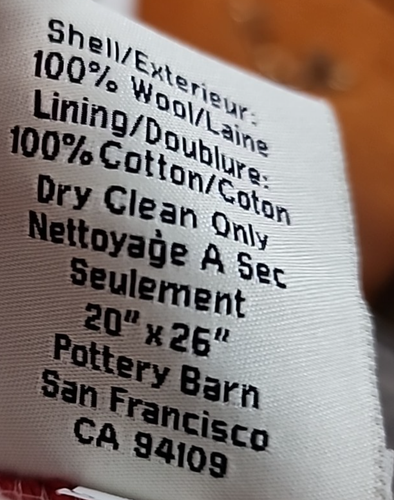 Shell/Exterieur:
100% Wool/Laine
Lining/Doublure:
100% Cotton/Coton
Dry Clean Only
Nettoyage A Sec
Seulement
20" x 26"
Pottery Barn
San Francisco
CA 94109